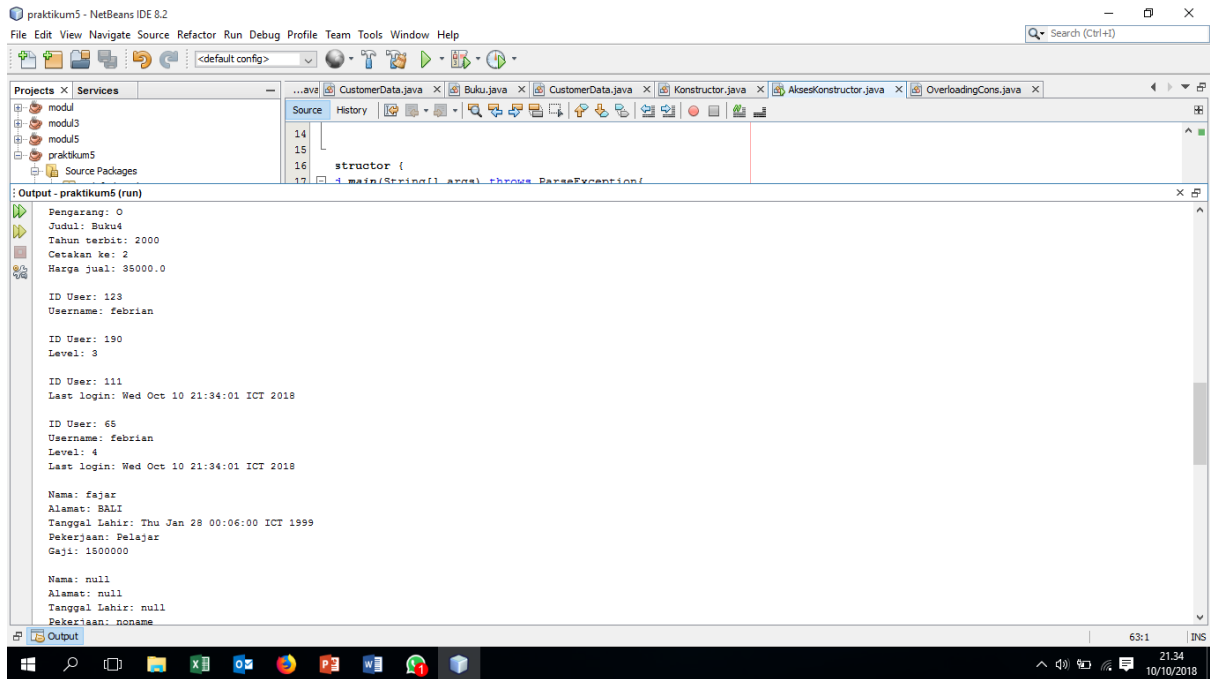 praktikum5 - NetBeans IDE 8.2
File Edit View Navigate Source Refactor Run Debug Profile Team Tools Window Help
Search (Ctrl+I)
<default config>
Projects Services
...ava CustomerData.java Buku.java CustomerData.java Konstructor.java AksesKonstructor.java OverloadingCons.java
modul
modul3
modul5
praktikum5
Source Packages
Source History
14
15
16 structor {
17 d main(String[] args) throws ParseException{
Output - praktikum5 (run)
Pengarang: O
Judul: Buku4
Tahun terbit: 2000
Cetakan ke: 2
Harga jual: 35000.0
ID User: 123
Username: febrian
ID User: 190
Level: 3
ID User: 111
Last login: Wed Oct 10 21:34:01 ICT 2018
ID User: 65
Username: febrian
Level: 4
Last login: Wed Oct 10 21:34:01 ICT 2018
Nama: fajar
Alamat: BALI
Tanggal Lahir: Thu Jan 28 00:06:00 ICT 1999
Pekerjaan: Pelajar
Gaji: 1500000
Nama: null
Alamat: null
Tanggal Lahir: null
Pekerjaan: noname
Output
63:1 INS
21.34
10/10/2018